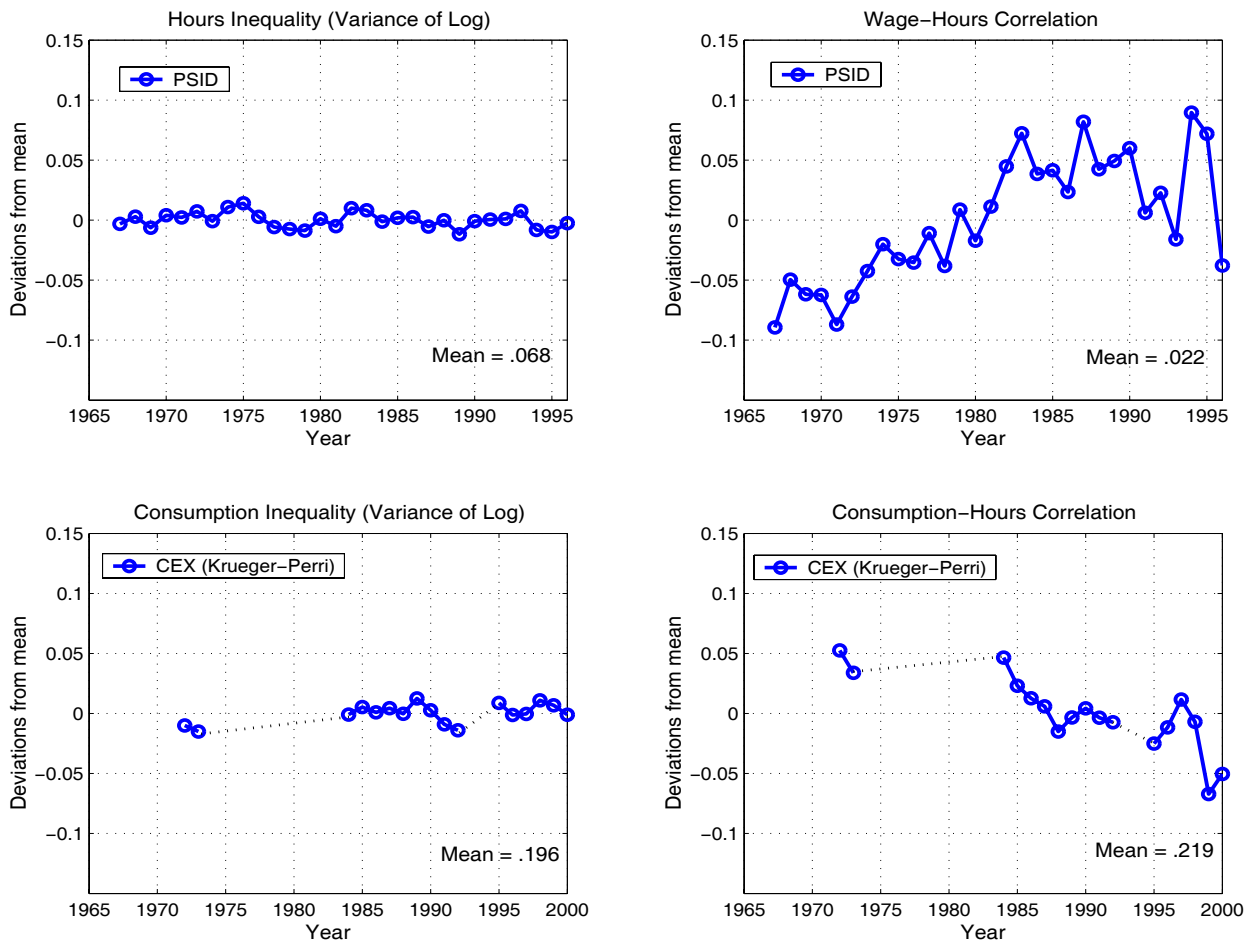 Hours Inequality (Variance of Log)
0.15
0.1
0.05
0
−0.05
−0.1
Deviations from mean
PSID
Mean = .068
1965 1970 1975 1980 1985 1990 1995
Year
Wage−Hours Correlation
0.15
0.1
0.05
0
−0.05
−0.1
Deviations from mean
PSID
Mean = .022
1965 1970 1975 1980 1985 1990 1995
Year
Consumption Inequality (Variance of Log)
0.15
0.1
0.05
0
−0.05
−0.1
Deviations from mean
CEX (Krueger−Perri)
Mean = .196
1965 1970 1975 1980 1985 1990 1995 2000
Year
Consumption−Hours Correlation
0.15
0.1
0.05
0
−0.05
−0.1
Deviations from mean
CEX (Krueger−Perri)
Mean = .219
1965 1970 1975 1980 1985 1990 1995 2000
Year